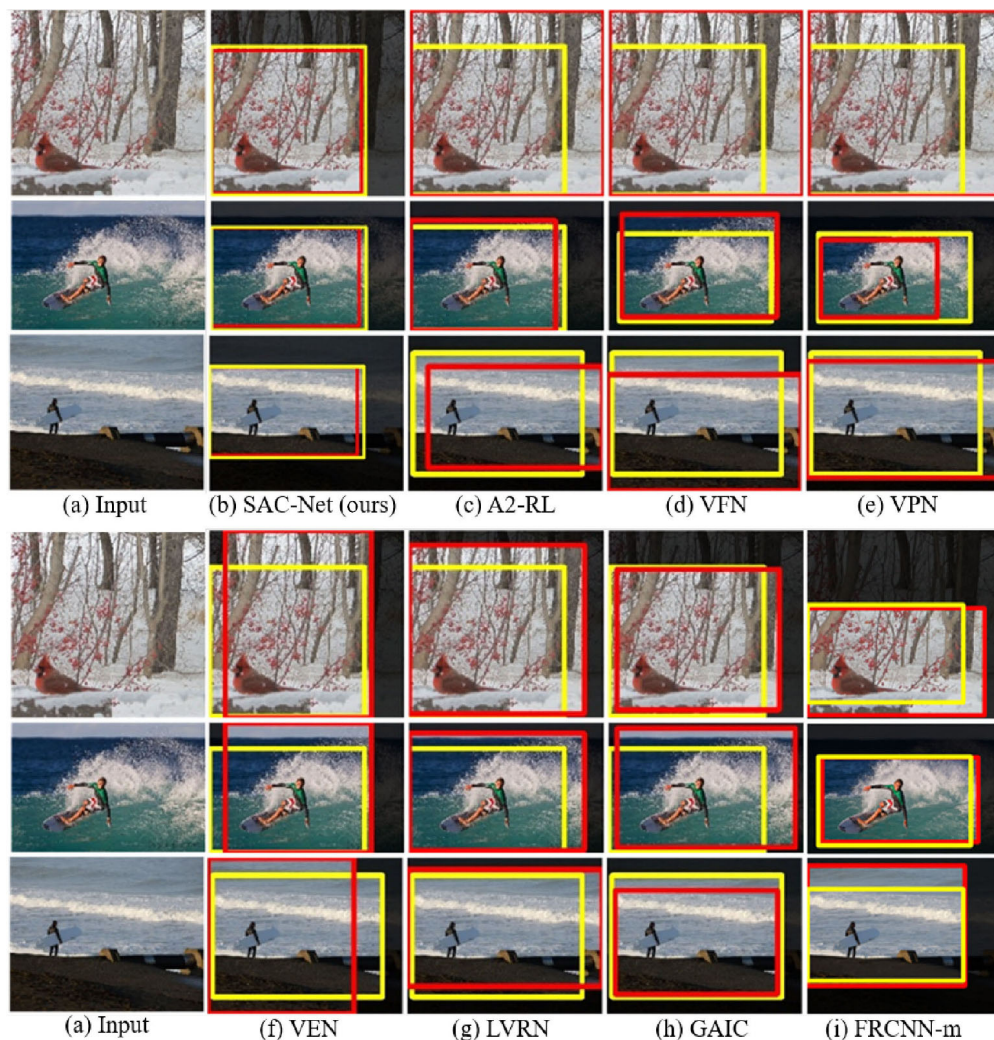 (a) Input (b) SAC-Net (ours) (c) A2-RL (d) VFN (e) VPN
(a) Input (f) VEN (g) LVRN (h) GAIC (i) FRCNN-m